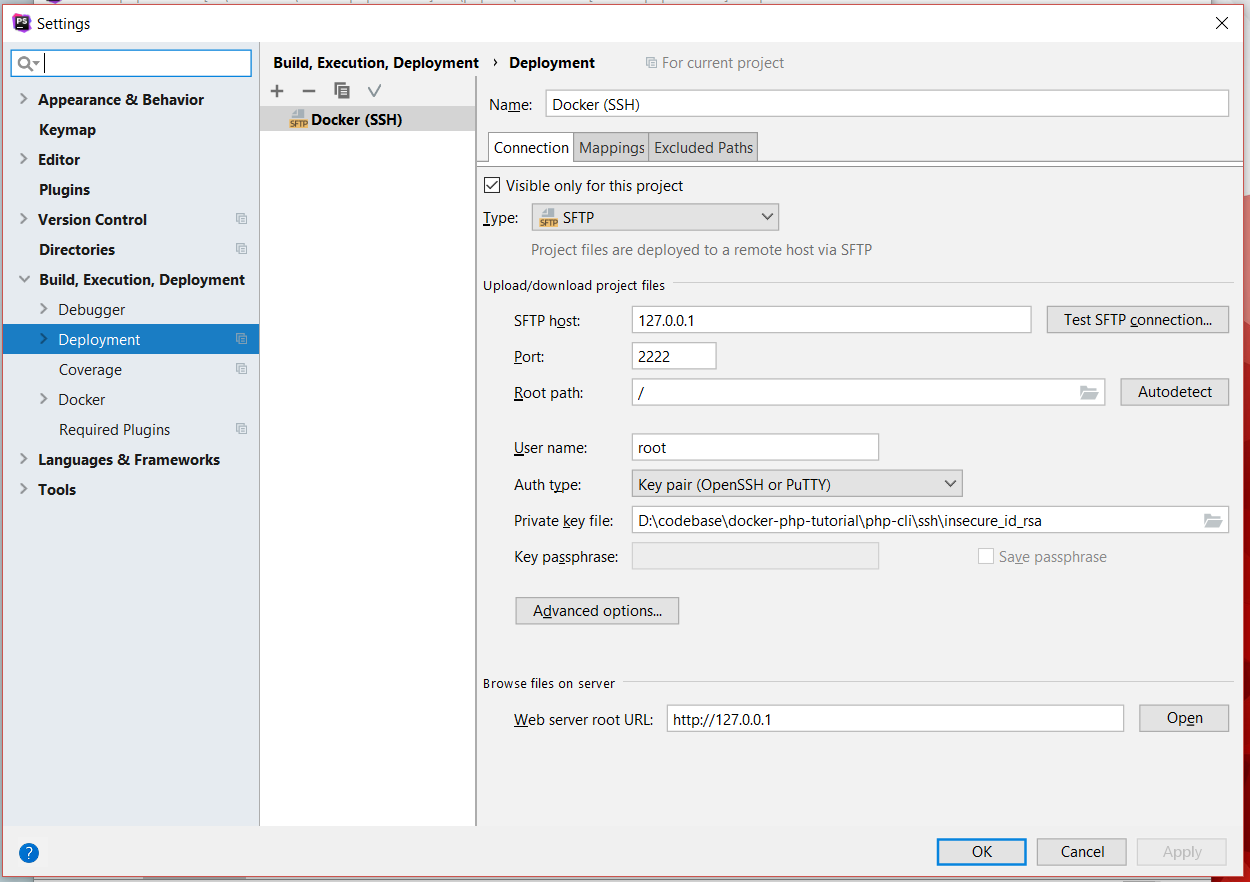 PS Settings
Build, Execution, Deployment › Deployment For current project
Appearance & Behavior
Keymap
Editor
Plugins
Version Control
Directories
Build, Execution, Deployment
Debugger
Deployment
Coverage
Docker
Required Plugins
Languages & Frameworks
Tools
SFTP Docker (SSH)
Name: Docker (SSH)
Connection Mappings Excluded Paths
Visible only for this project
Type: SFTP SFTP
Project files are deployed to a remote host via SFTP
Upload/download project files
SFTP host: 127.0.0.1 Test SFTP connection...
Port: 2222
Root path: / Autodetect
User name: root
Auth type: Key pair (OpenSSH or PuTTY)
Private key file: D:\codebase\docker-php-tutorial\php-cli\ssh\insecure_id_rsa
Key passphrase: Save passphrase
Advanced options...
Browse files on server
Web server root URL: http://127.0.0.1 Open
? OK Cancel Apply